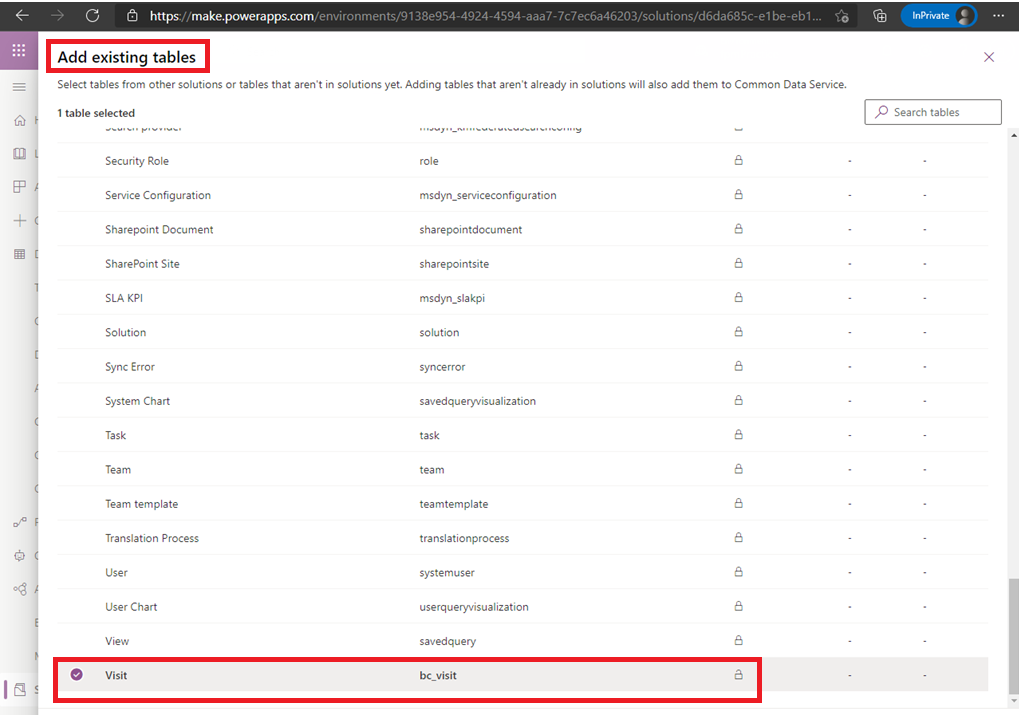 https://make.powerapps.com/environments/9138e954-4924-4594-aaa7-7c7ec6a46203/solutions/d6da685c-e1be-eb1...
InPrivate
Add existing tables
Select tables from other solutions or tables that aren't in solutions yet. Adding tables that aren't already in solutions will also add them to Common Data Service.
1 table selected
Search tables
Search provider msdyn_kmfederatedsearchconfig - -
Security Role role - -
Service Configuration msdyn_serviceconfiguration - -
Sharepoint Document sharepointdocument - -
SharePoint Site sharepointsite - -
SLA KPI msdyn_slakpi - -
Solution solution - -
Sync Error syncerror - -
System Chart savedqueryvisualization - -
Task task - -
Team team - -
Team template teamtemplate - -
Translation Process translationprocess - -
User systemuser - -
User Chart userqueryvisualization - -
View savedquery - -
Visit bc_visit - -